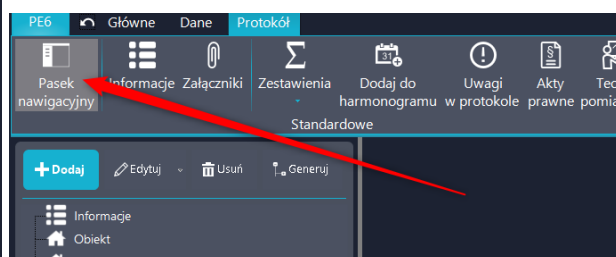 PE6 Główne Dane Protokół
Pasek nawigacyjny
Informacje
Załączniki
Zestawienia
Dodaj do harmonogramu
31
Uwagi w protokole
Akty prawne
§
Standardowe
Dodaj Edytuj Usuń Generuj
Informacje
Obiekt